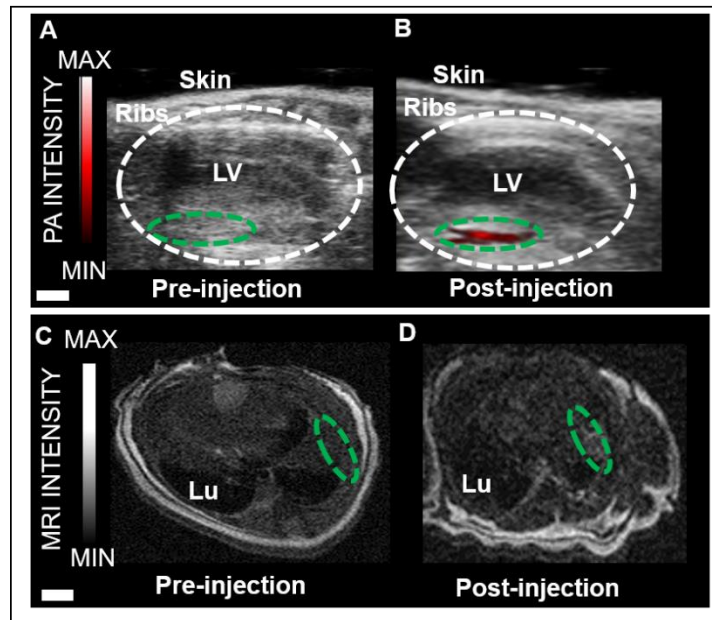 A
B
MAX
Skin
Skin
Ribs
Ribs
PA INTENSITY
LV
LV
MIN
Pre-injection
Post-injection
C
D
MAX
MRI INTENSITY
Lu
Lu
MIN
Pre-injection
Post-injection